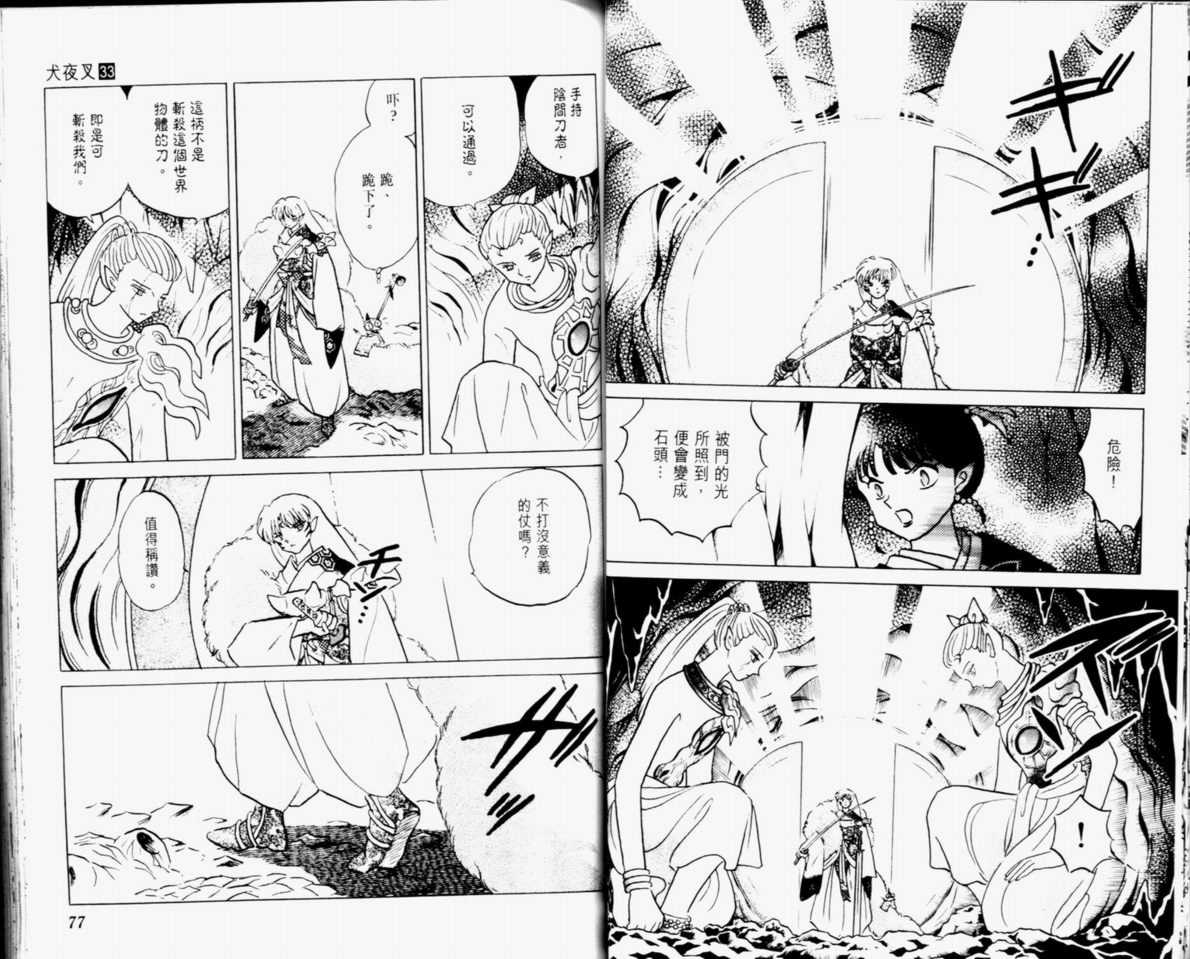 危險！
被門的光
所照到，
便會變成
石頭…
！
犬夜叉33
手持
陰間刀者，
可以通過。
吓？
跪、
跪下了。
這柄不是
斬殺這個世界
物體的刀。
即是可
斬殺我們。
不打沒意義
的仗嗎？
值得稱讚。
77